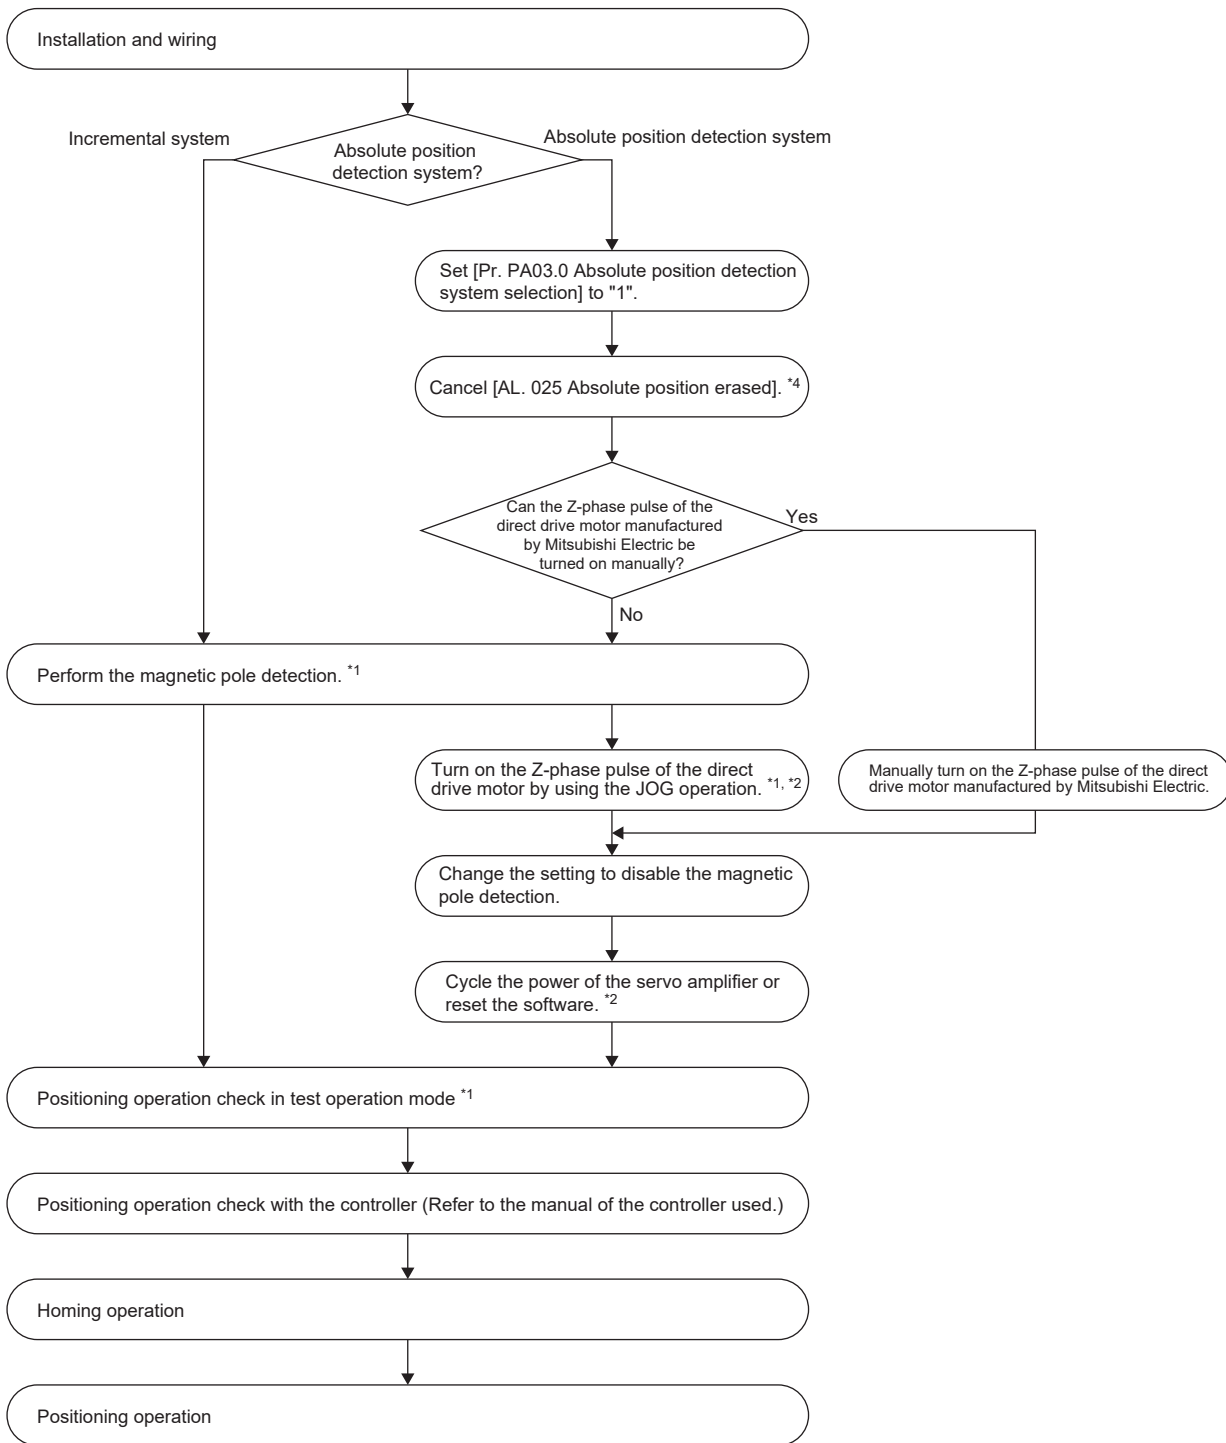 Installation and wiring
Incremental system
Absolute position detection system
Absolute position
detection system?
Set [Pr. PA03.0 Absolute position detection
system selection] to "1".
Cancel [AL. 025 Absolute position erased]. *4
Can the Z-phase pulse of the
direct drive motor manufactured
by Mitsubishi Electric be
turned on manually?
Yes
No
Perform the magnetic pole detection. *1
Turn on the Z-phase pulse of the direct
drive motor by using the JOG operation. *1, *2
Manually turn on the Z-phase pulse of the direct
drive motor manufactured by Mitsubishi Electric.
Change the setting to disable the magnetic
pole detection.
Cycle the power of the servo amplifier or
reset the software. *2
Positioning operation check in test operation mode *1
Positioning operation check with the controller (Refer to the manual of the controller used.)
Homing operation
Positioning operation